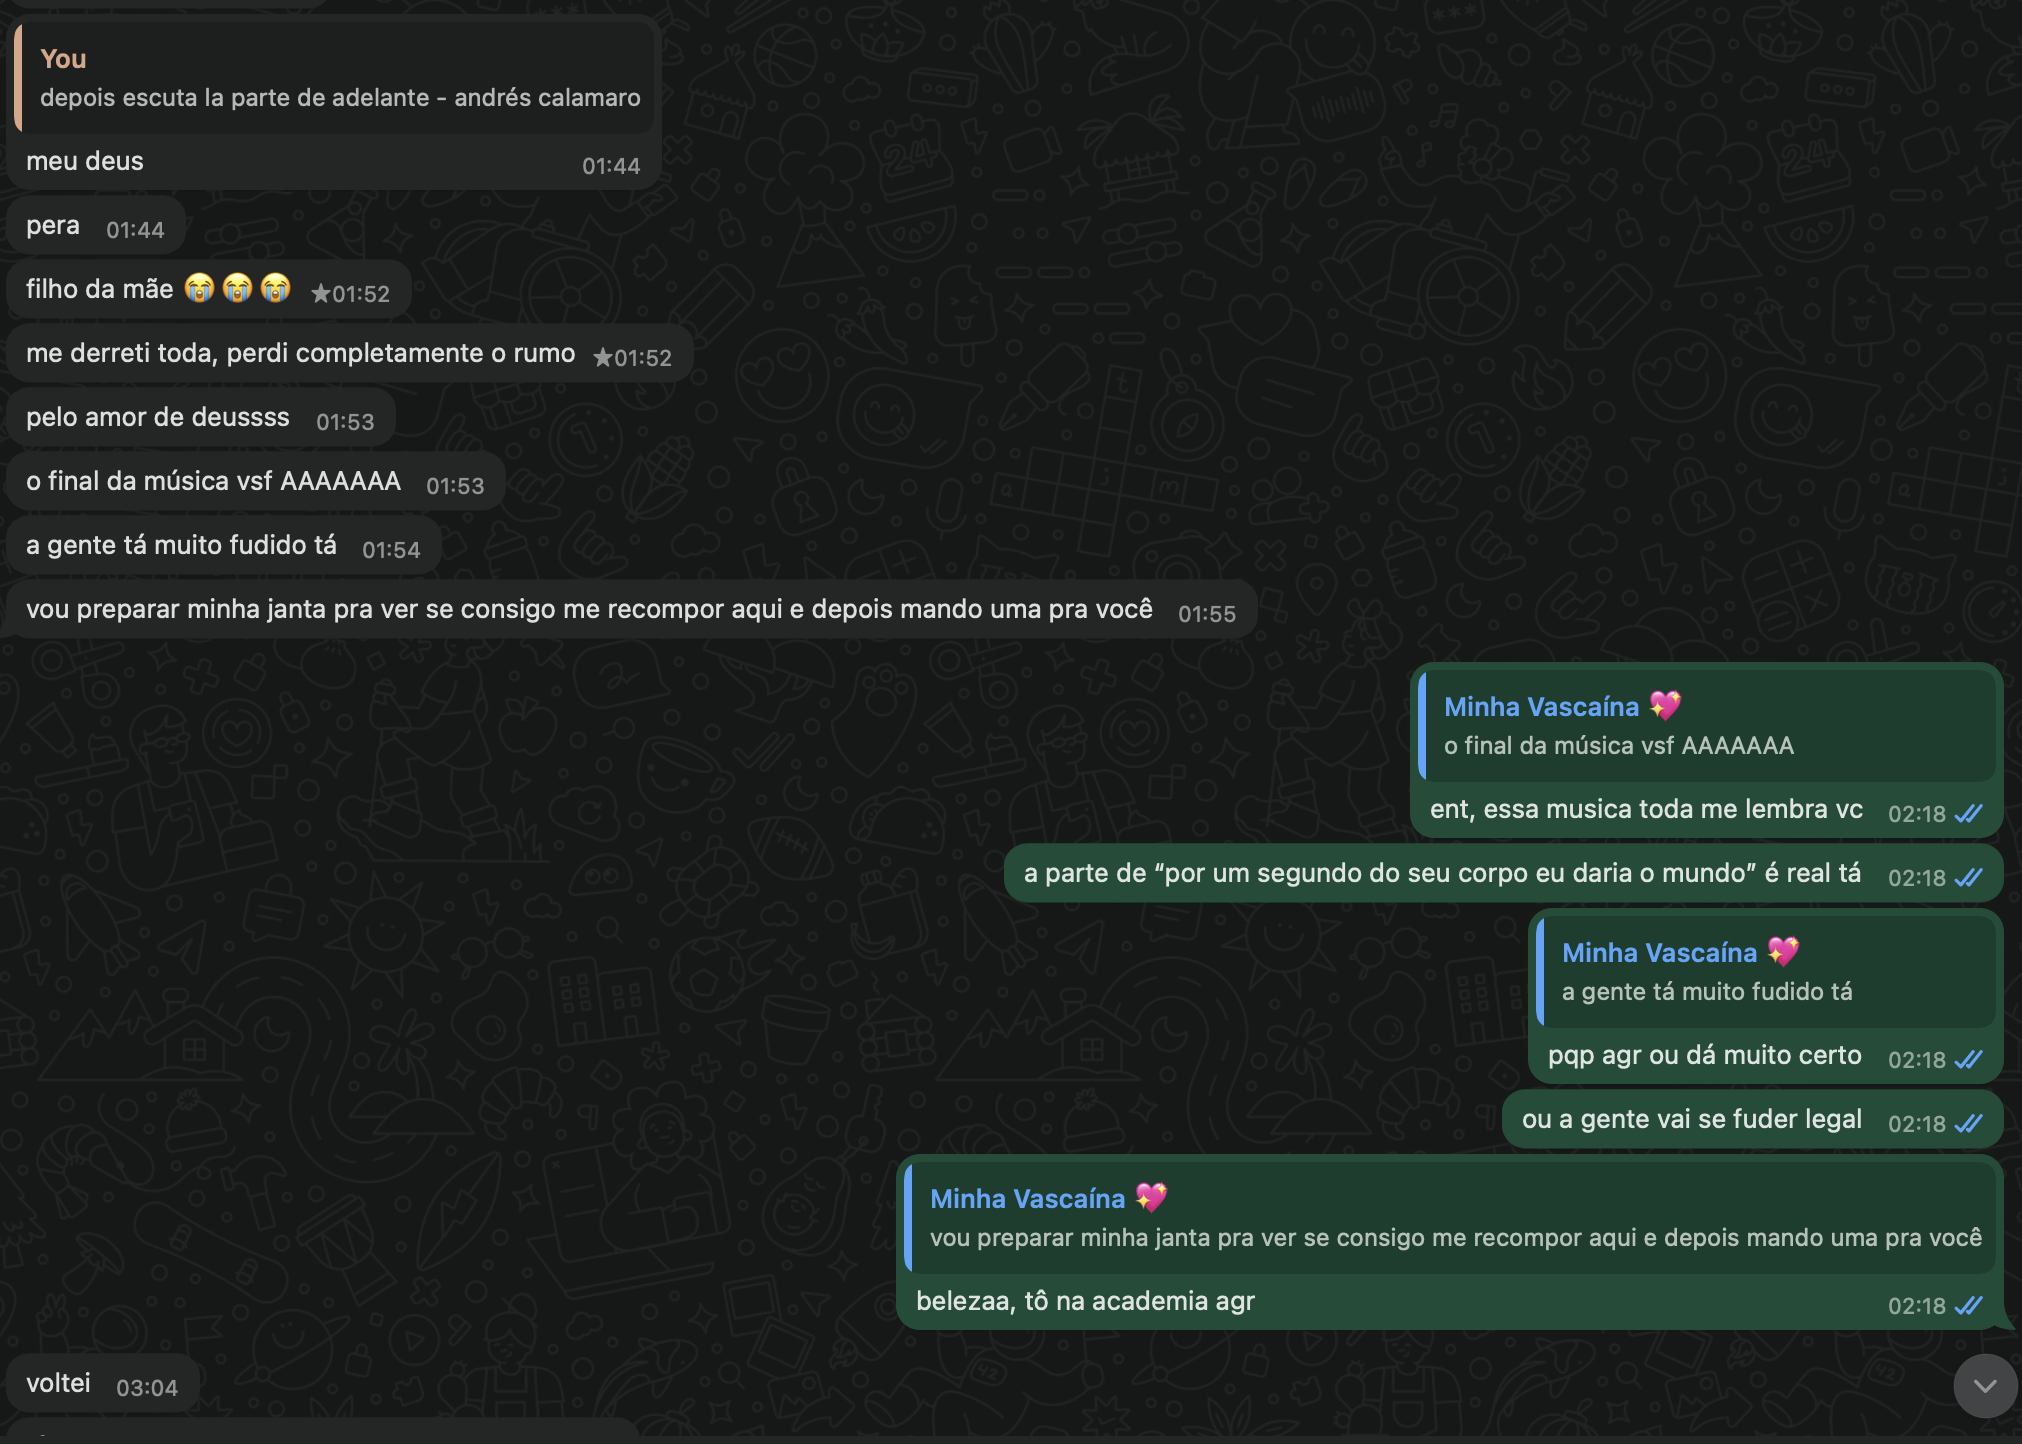 You
depois escuta la parte de adelante - andrés calamaro
meu deus 01:44
pera 01:44
filho da mãe 😭😭😭 ★01:52
me derreti toda, perdi completamente o rumo ★01:52
pelo amor de deussss 01:53
o final da música vsf AAAAAAA 01:53
a gente tá muito fudido tá 01:54
vou preparar minha janta pra ver se consigo me recompor aqui e depois mando uma pra você 01:55
Minha Vascaína 💖
o final da música vsf AAAAAAA
ent, essa musica toda me lembra vc 02:18
a parte de “por um segundo do seu corpo eu daria o mundo” é real tá 02:18
Minha Vascaína 💖
a gente tá muito fudido tá
pqp agr ou dá muito certo 02:18
ou a gente vai se fuder legal 02:18
Minha Vascaína 💖
vou preparar minha janta pra ver se consigo me recompor aqui e depois mando uma pra você
belezaa, tô na academia agr 02:18
voltei 03:04